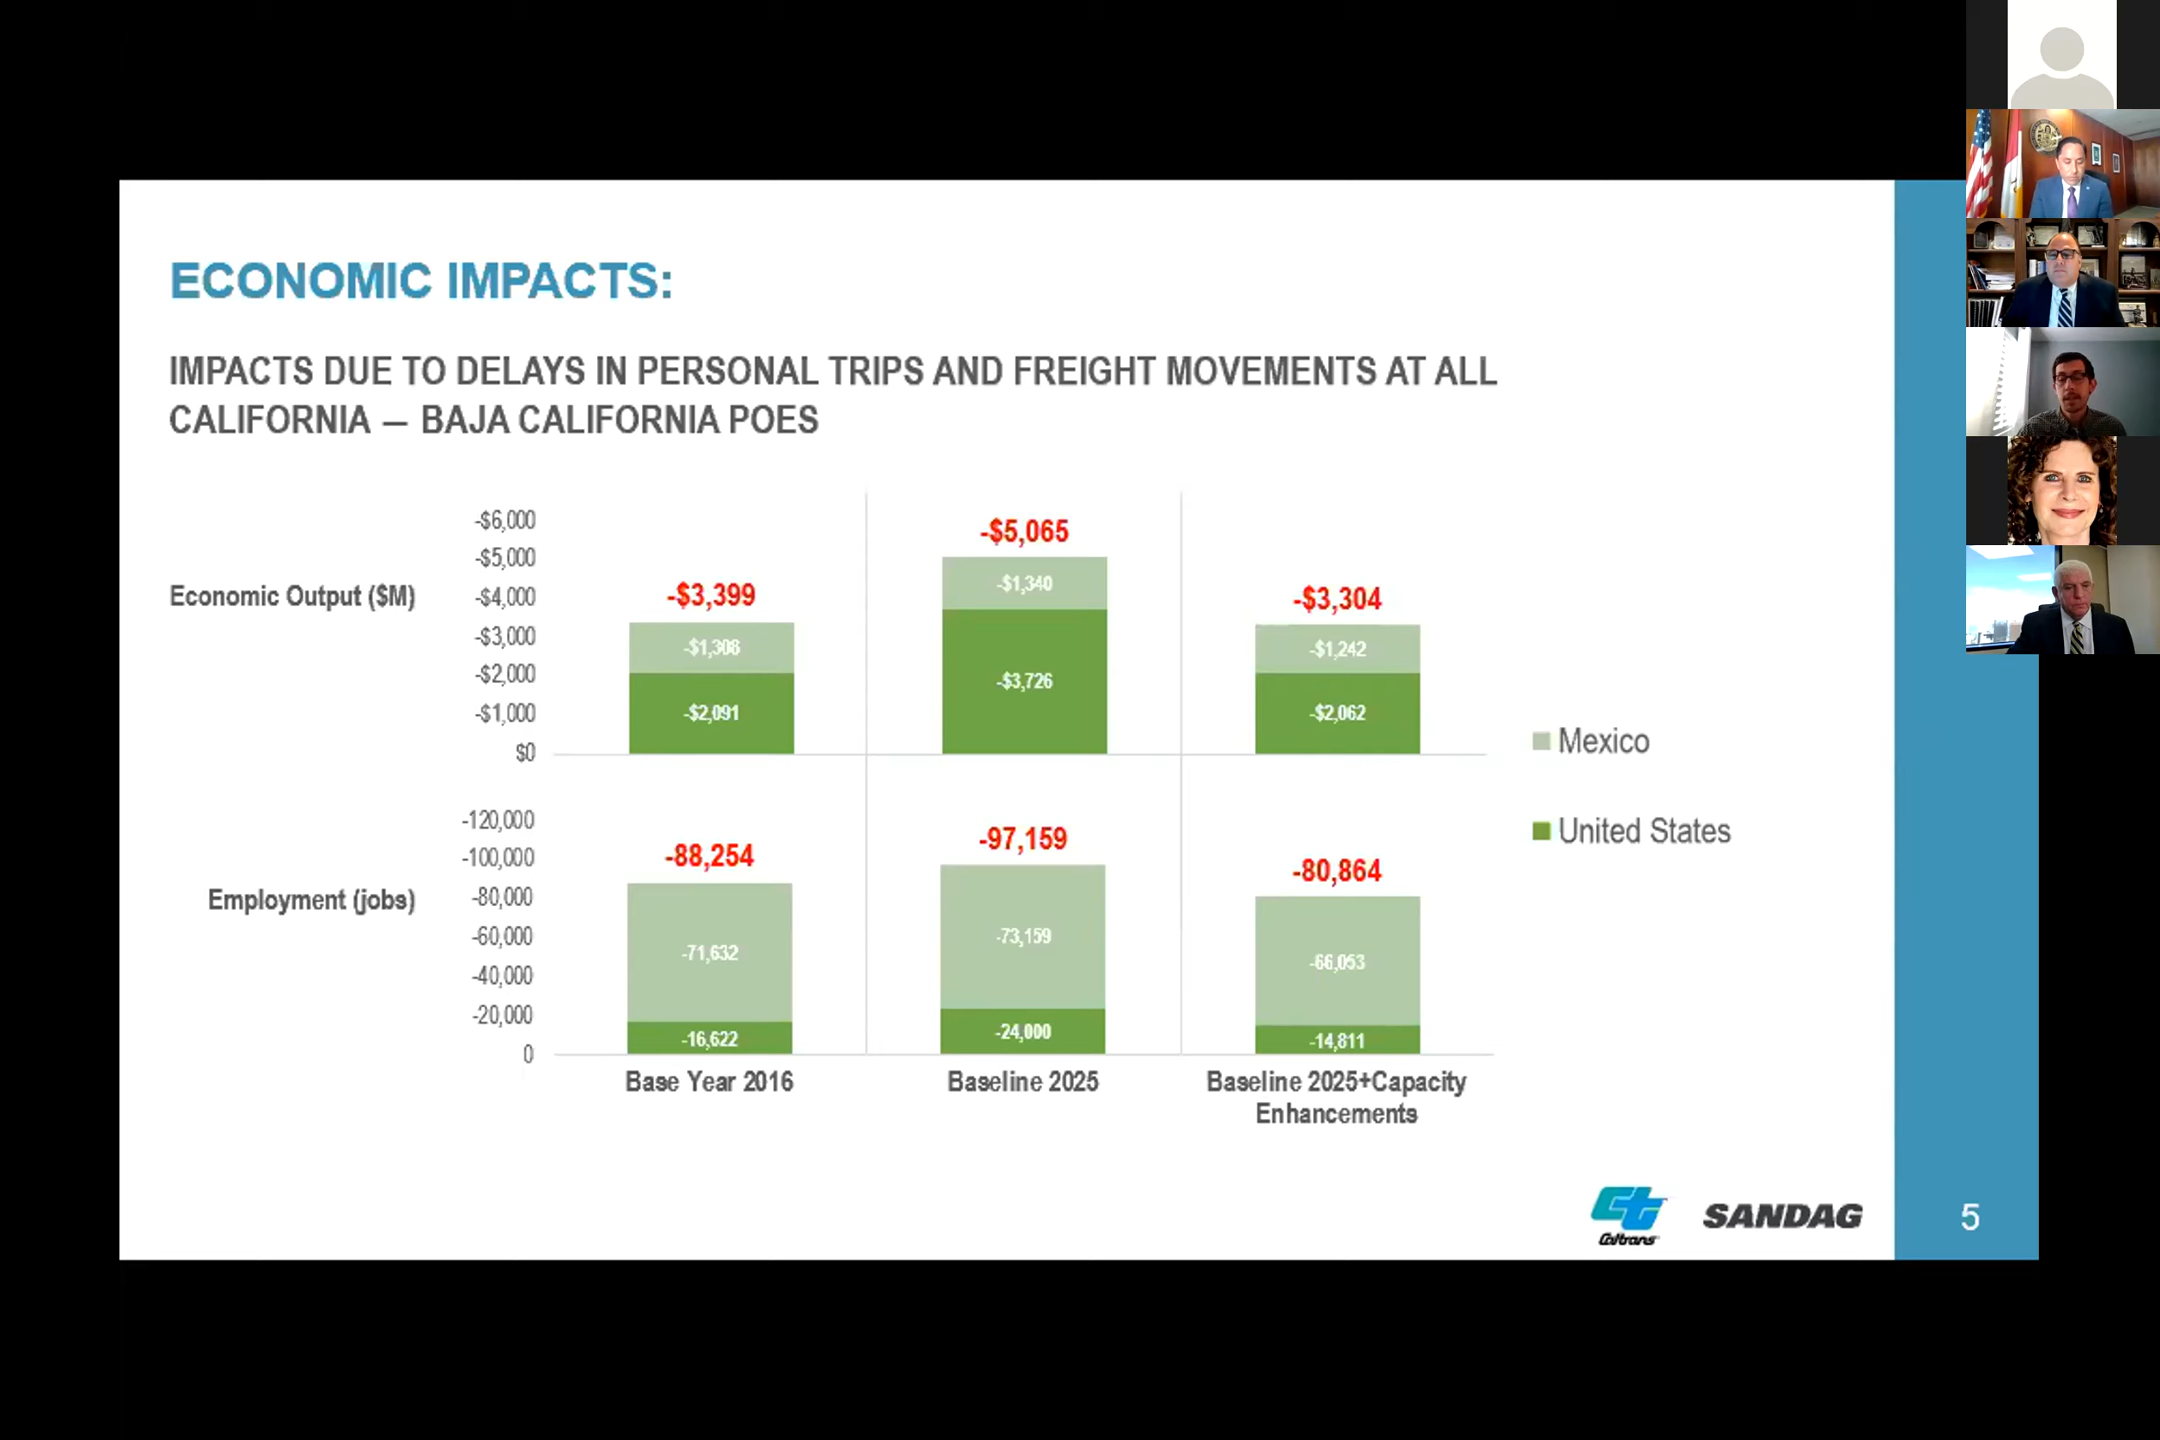 ECONOMIC IMPACTS:
IMPACTS DUE TO DELAYS IN PERSONAL TRIPS AND FREIGHT MOVEMENTS AT ALL
CALIFORNIA — BAJA CALIFORNIA POES
Economic Output ($M)
-$6,000
-$5,000
-$4,000
-$3,000
-$2,000
-$1,000
$0
-$3,399
-$1,308
-$2,091
-$5,065
-$1,340
-$3,726
-$3,304
-$1,242
-$2,062
Mexico
United States
Employment (jobs)
-120,000
-100,000
-80,000
-60,000
-40,000
-20,000
0
-88,254
-71,632
-16,622
-97,159
-73,159
-24,000
-80,864
-66,053
-14,811
Base Year 2016
Baseline 2025
Baseline 2025+Capacity
Enhancements
Caltrans
SANDAG
5